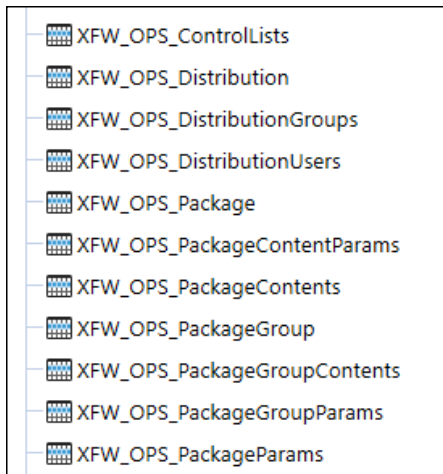 XFW_OPS_ControlLists
XFW_OPS_Distribution
XFW_OPS_DistributionGroups
XFW_OPS_DistributionUsers
XFW_OPS_Package
XFW_OPS_PackageContentParams
XFW_OPS_PackageContents
XFW_OPS_PackageGroup
XFW_OPS_PackageGroupContents
XFW_OPS_PackageGroupParams
XFW_OPS_PackageParams